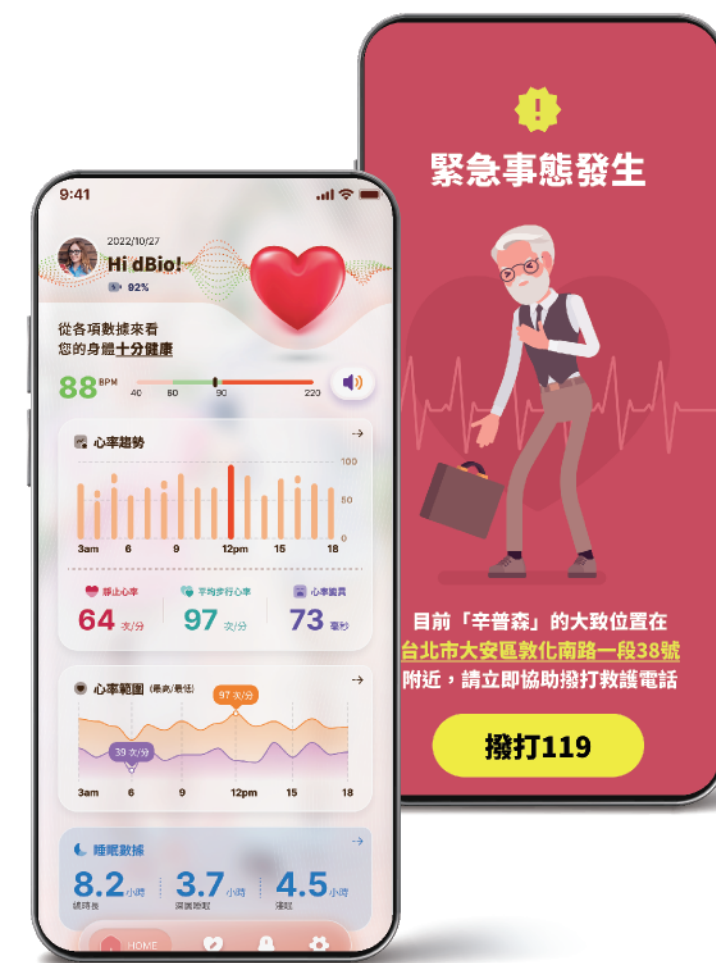 9:41
2022/10/27
Hi dBio!
92%
從各項數據來看
您的身體十分健康
88 BPM
40 60 90 220
心率趨勢
100
50
0
3am 6 9 12pm 15 18
靜止心率 平均步行心率 心率變異
64 次/分 97 次/分 73 毫秒
心率範圍 (最高/最低)
97 次/分
39 次/分
3am 6 9 12pm 15 18
睡眠數據
8.2 小時 3.7 小時 4.5 小時
總時長 深層睡眠 淺眠
HOME
緊急事態發生
目前「辛普森」的大致位置在
台北市大安區敦化南路一段38號
附近，請立即協助撥打救護電話
撥打119